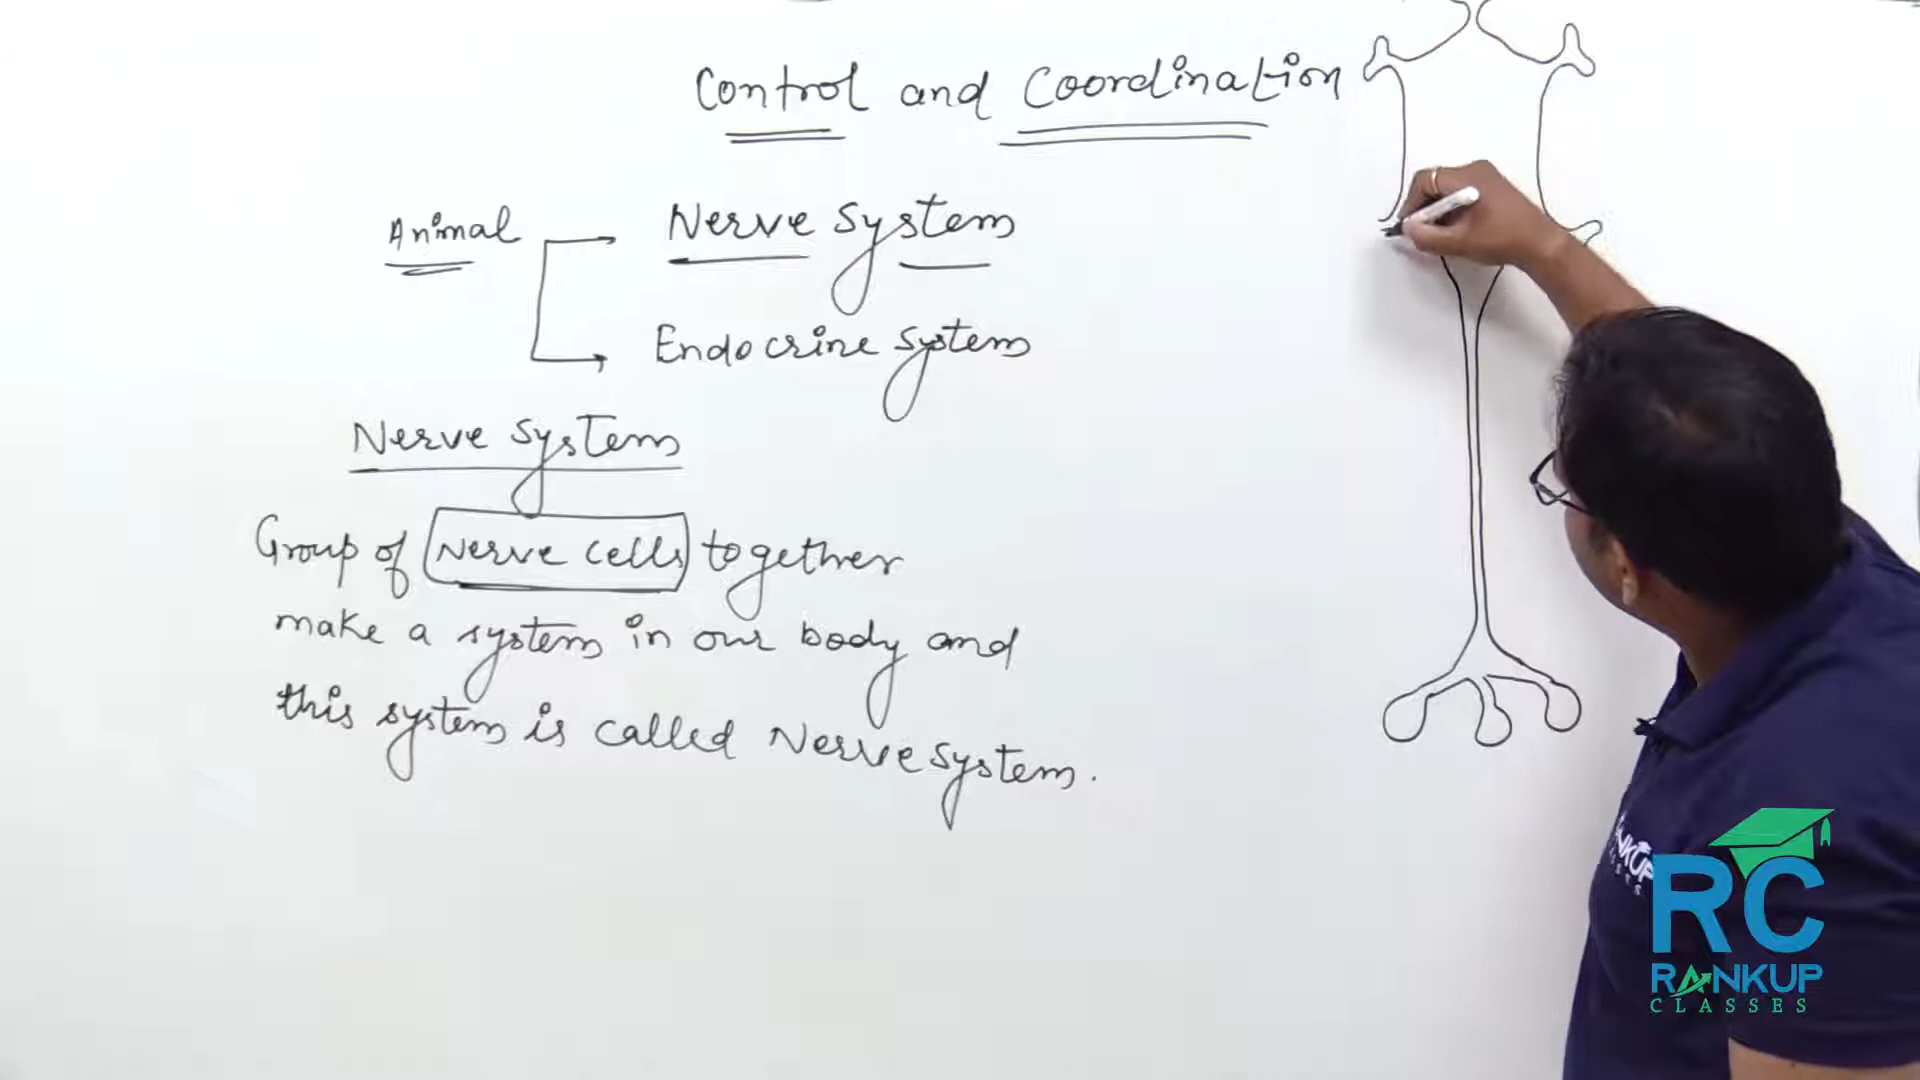 Control and Coordination
Animal
Nerve System
Endocrine System
Nerve System
Group of Nerve cells together
make a system in our body and
this system is called Nerve System.
RC
RANKUP
CLASSES